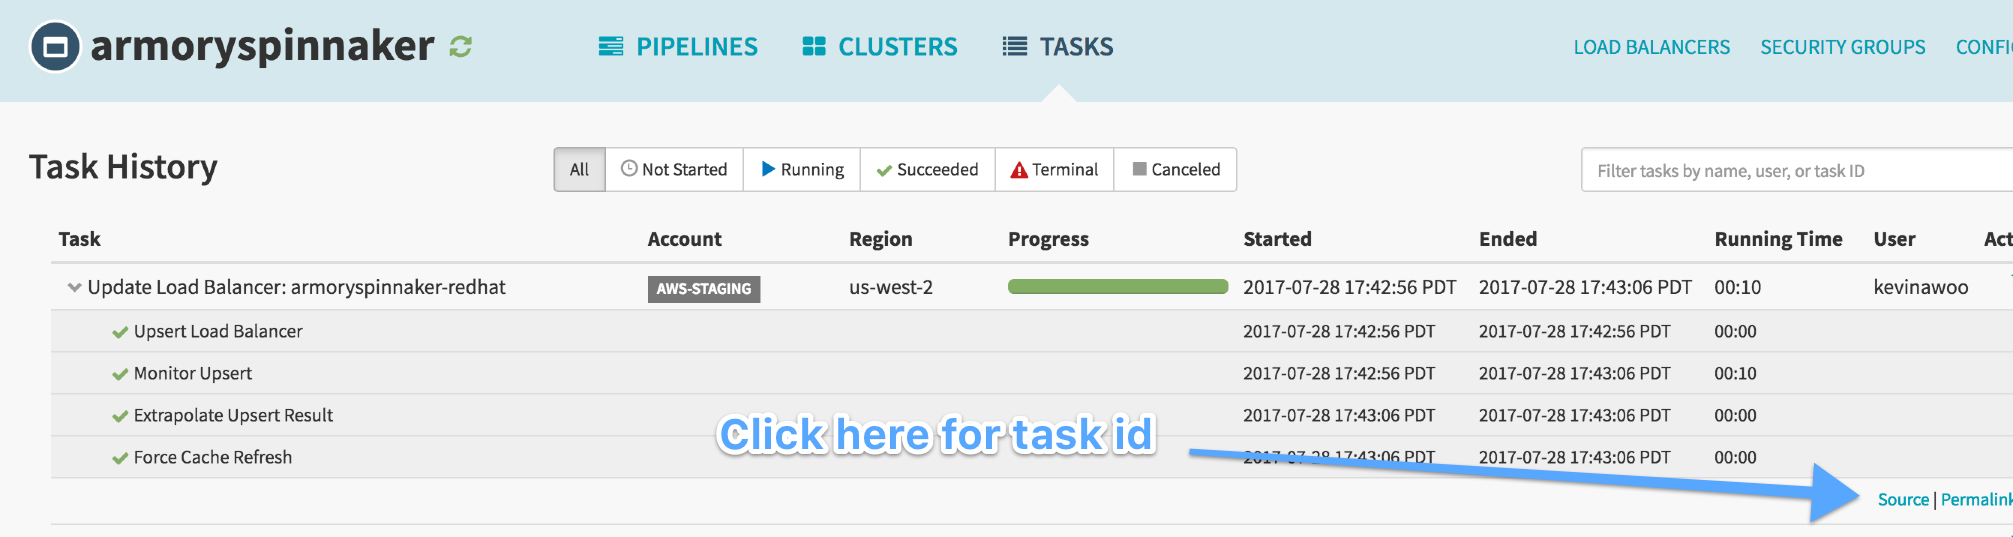 armoryspinnaker PIPELINES CLUSTERS TASKS LOAD BALANCERS SECURITY GROUPS CONFI
Task History All Not Started Running Succeeded Terminal Canceled Filter tasks by name, user, or task ID
Task Account Region Progress Started Ended Running Time User Act
Update Load Balancer: armoryspinnaker-redhat AWS-STAGING us-west-2 2017-07-28 17:42:56 PDT 2017-07-28 17:43:06 PDT 00:10 kevinawoo
Upsert Load Balancer 2017-07-28 17:42:56 PDT 2017-07-28 17:42:56 PDT 00:00
Monitor Upsert 2017-07-28 17:42:56 PDT 2017-07-28 17:43:06 PDT 00:10
Extrapolate Upsert Result 2017-07-28 17:43:06 PDT 2017-07-28 17:43:06 PDT 00:00
Click here for task id
Force Cache Refresh 2017-07-28 17:43:06 PDT 2017-07-28 17:43:06 PDT 00:00
Source | Permalink